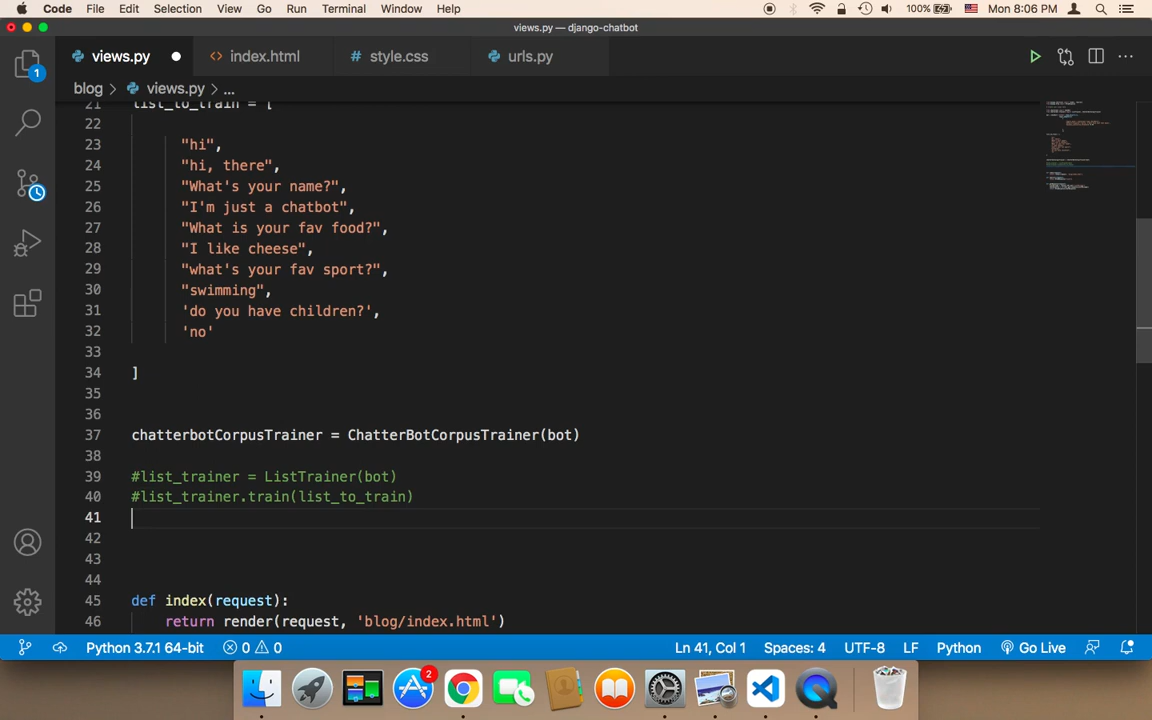 Code File Edit Selection View Go Run Terminal Window Help 100% Mon 8:06 PM
views.py — django-chatbot
views.py index.html style.css urls.py
1
blog > views.py > ...
21 list_to_train = [
22
23 "hi",
24 "hi, there",
25 "What's your name?",
26 "I'm just a chatbot",
27 "What is your fav food?",
28 "I like cheese",
29 "what's your fav sport?",
30 "swimming",
31 'do you have children?',
32 'no'
33
34 ]
35
36
37 chatterbotCorpusTrainer = ChatterBotCorpusTrainer(bot)
38
39 #list_trainer = ListTrainer(bot)
40 #list_trainer.train(list_to_train)
41
42
43
44
45 def index(request):
46 return render(request, 'blog/index.html')
Python 3.7.1 64-bit 0 0 Ln 41, Col 1 Spaces: 4 UTF-8 LF Python Go Live
2